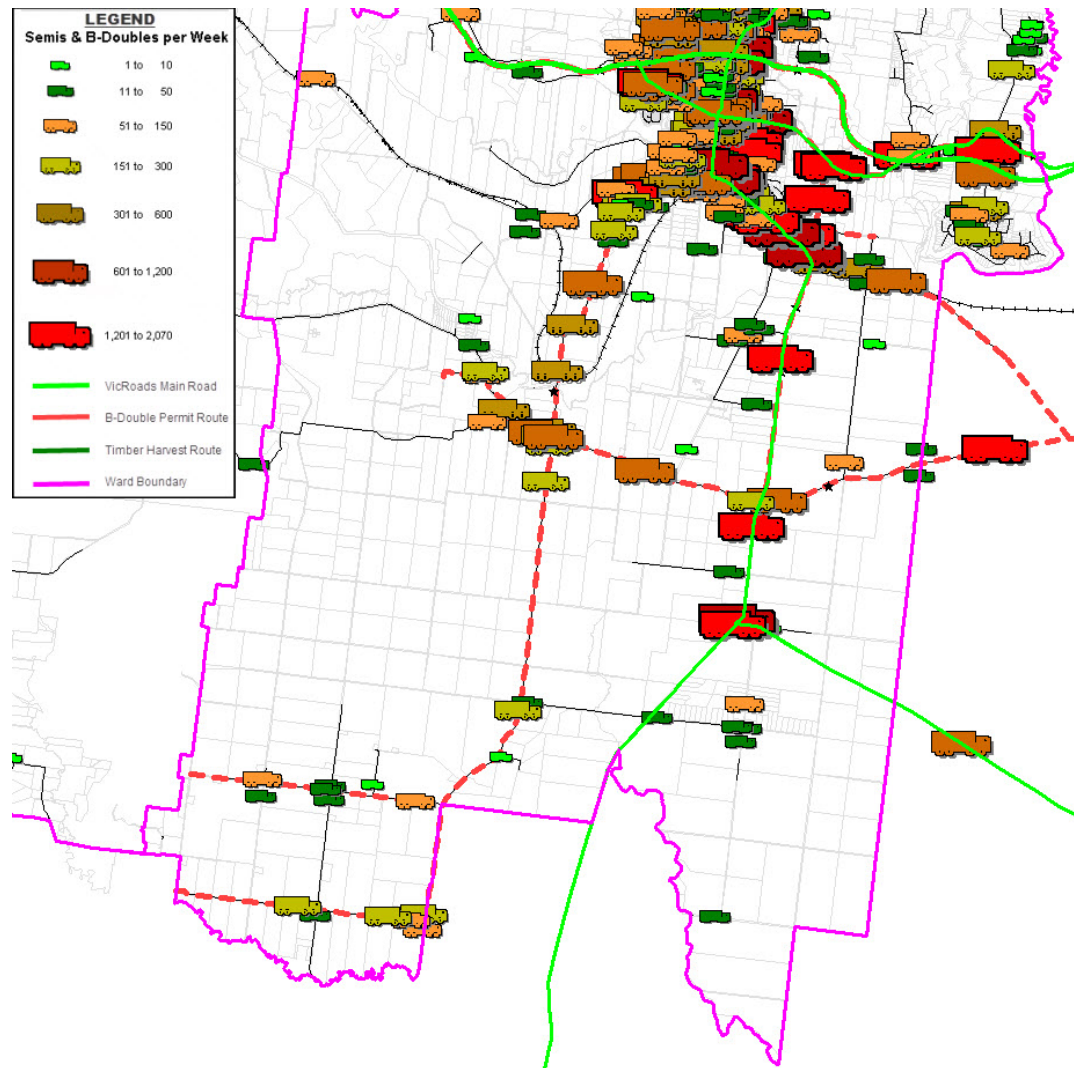 LEGEND
Semis & B-Doubles per Week
1 to 10
11 to 50
51 to 150
151 to 300
301 to 600
601 to 1,200
1,201 to 2,070
VicRoads Main Road
B-Double Permit Route
Timber Harvest Route
Ward Boundary